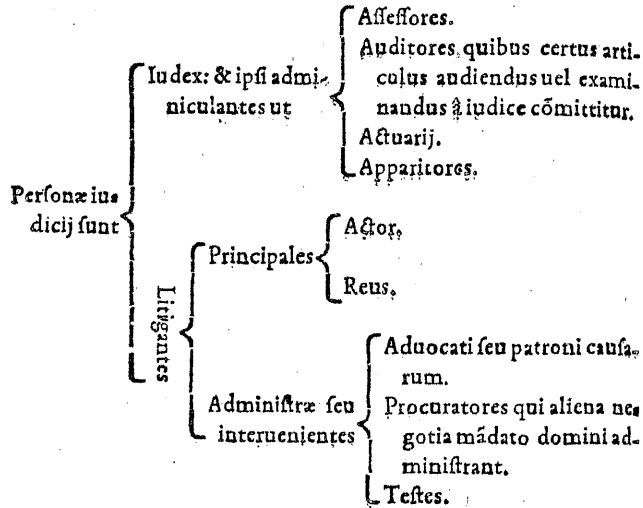 Perſonæ iu-
dicij ſunt
Iudex: & ipſi admi-
niculantes ut
Aſſeſſores.
Auditores quibus certus arti-
culus audiendus uel exami-
nandus â iudice cōmittitur.
Actuarij.
Apparitores.
Litigantes
Principales
Actor.
Reus.
Adminiſtræ ſeu
interuenientes
Aduocati ſeu patroni cauſa-
rum.
Procuratores qui aliena ne-
gotia mādato domini ad-
miniſtrant.
Teſtes.